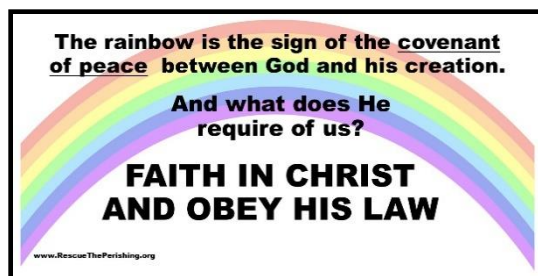 The rainbow is the sign of the covenant
of peace between God and his creation.
And what does He
require of us?
FAITH IN CHRIST
AND OBEY HIS LAW
www.RescueThePerishing.org